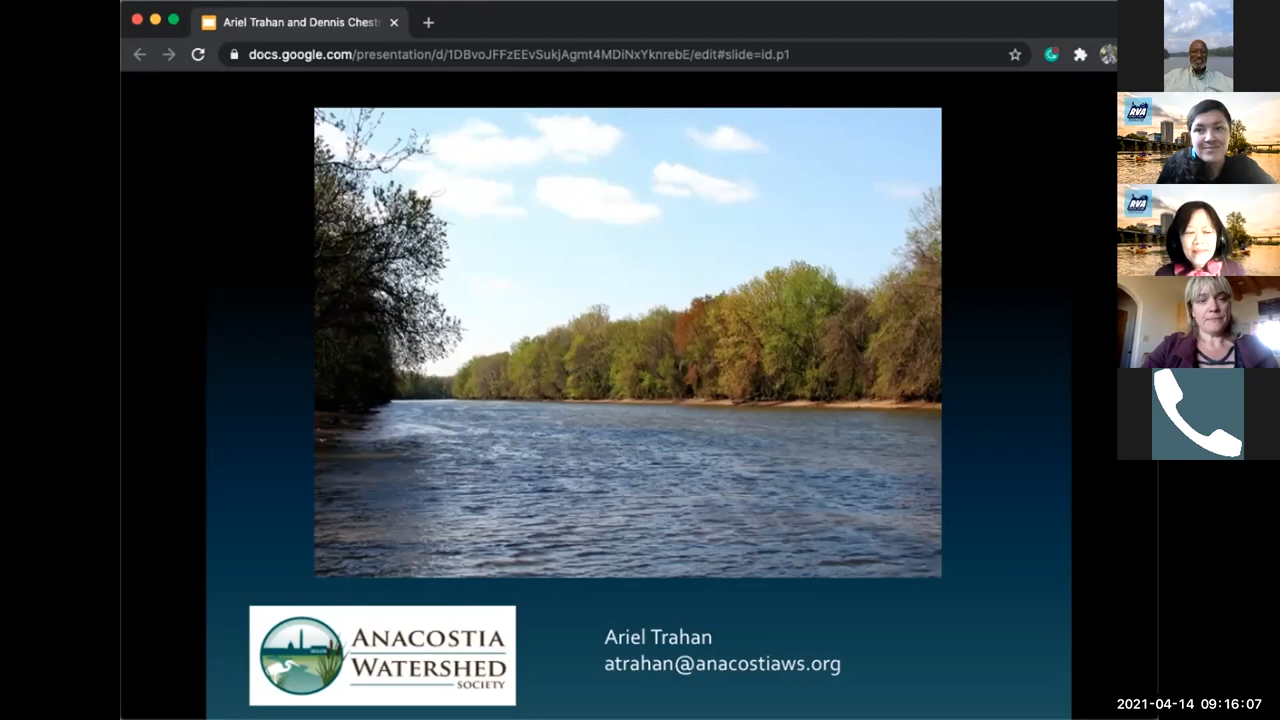 Ariel Trahan and Dennis Chest
docs.google.com/presentation/d/1DBvoJFFzEEvSukjAgmt4MDiNxYknrebE/edit#slide=id.p1
RVA
RVA
ANACOSTIA
WATERSHED
SOCIETY
Ariel Trahan
atrahan@anacostiaws.org
2021-04-14 09:16:07